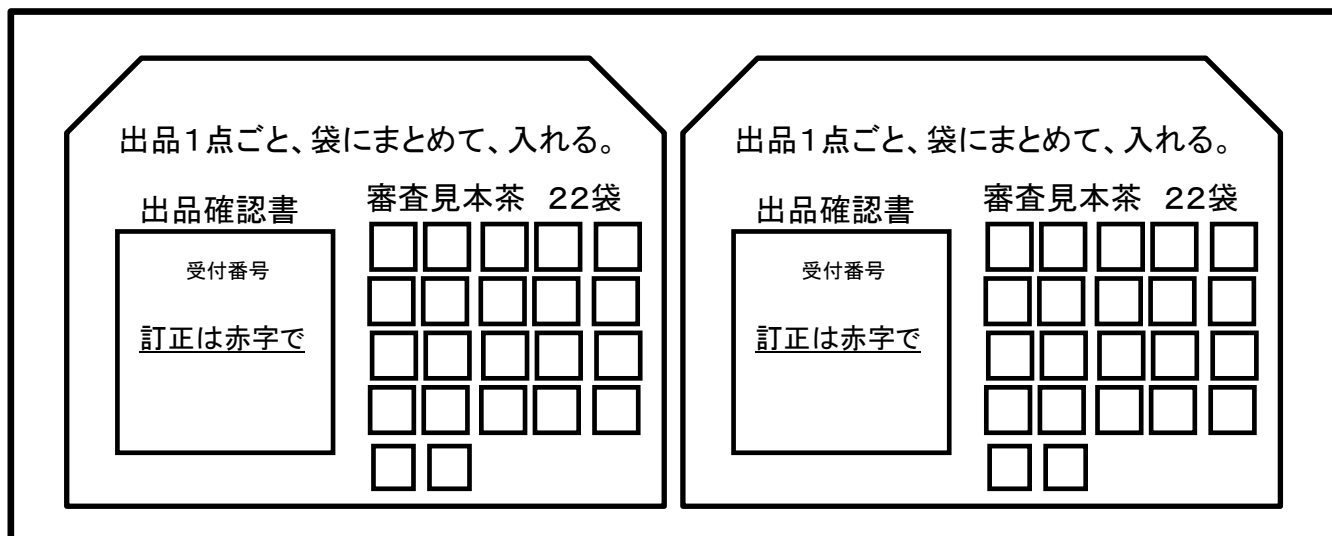 出品１点ごと、袋にまとめて、入れる。
出品確認書
審査見本茶　２２袋
受付番号
訂正は赤字で
出品１点ごと、袋にまとめて、入れる。
出品確認書
審査見本茶　２２袋
受付番号
訂正は赤字で